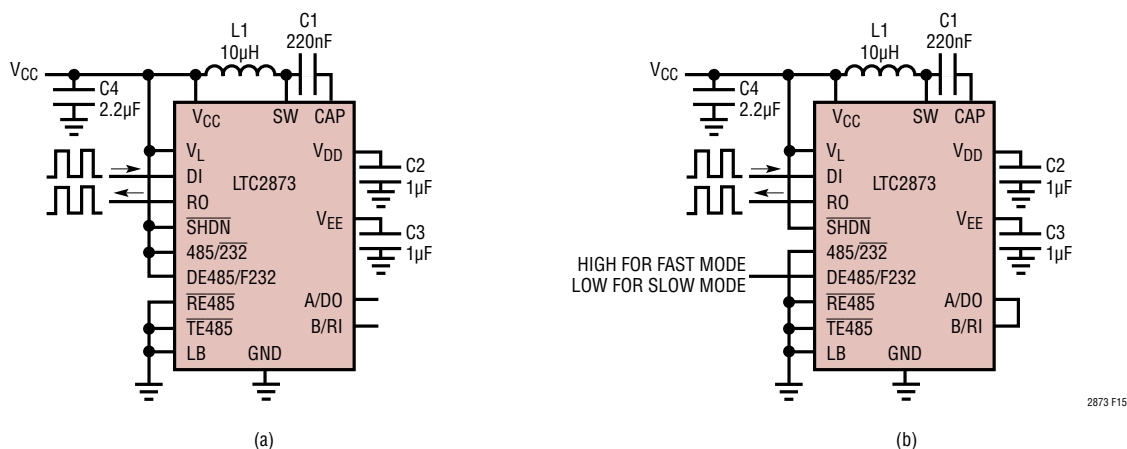 L1
10µH
C1
220nF
VCC
C4
2.2µF
VCC
SW
CAP
VL
DI
RO
SHDN
485/232
DE485/F232
RE485
TE485
LB
GND
LTC2873
VDD
VEE
A/DO
B/RI
C2
1µF
C3
1µF
(a)
L1
10µH
C1
220nF
VCC
C4
2.2µF
VCC
SW
CAP
VL
DI
RO
SHDN
485/232
DE485/F232
RE485
TE485
LB
GND
LTC2873
VDD
VEE
A/DO
B/RI
C2
1µF
C3
1µF
HIGH FOR FAST MODE
LOW FOR SLOW MODE
2873 F15
(b)